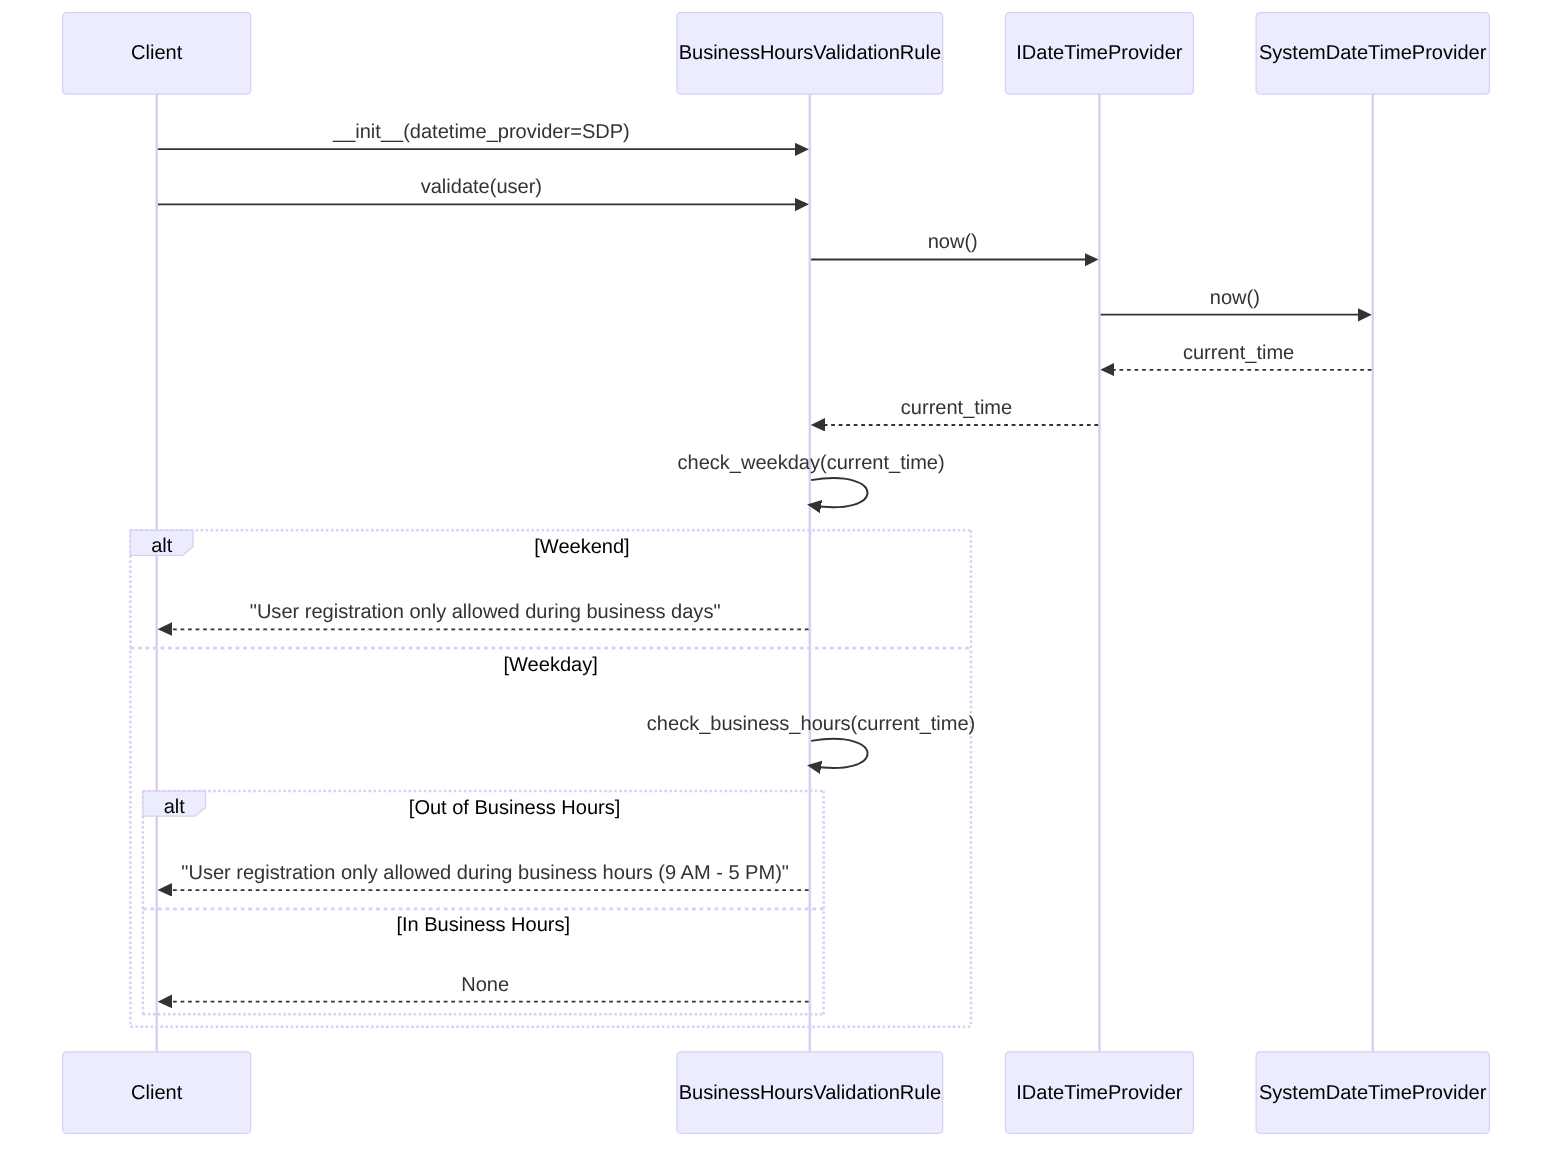 Client
BusinessHoursValidationRule
IDateTimeProvider
SystemDateTimeProvider
__init__(datetime_provider=SDP)
validate(user)
now()
now()
current_time
current_time
check_weekday(current_time)
alt
[Weekend]
"User registration only allowed during business days"
[Weekday]
check_business_hours(current_time)
alt
[Out of Business Hours]
"User registration only allowed during business hours (9 AM - 5 PM)"
[In Business Hours]
None
Client
BusinessHoursValidationRule
IDateTimeProvider
SystemDateTimeProvider